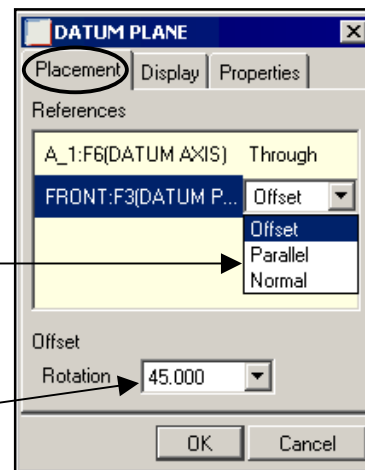 DATUM PLANE
Placement Display Properties
References
A_1:F6(DATUM AXIS) Through
FRONT:F3(DATUM P... Offset
Offset
Parallel
Normal
Offset
Rotation 45.000
OK Cancel